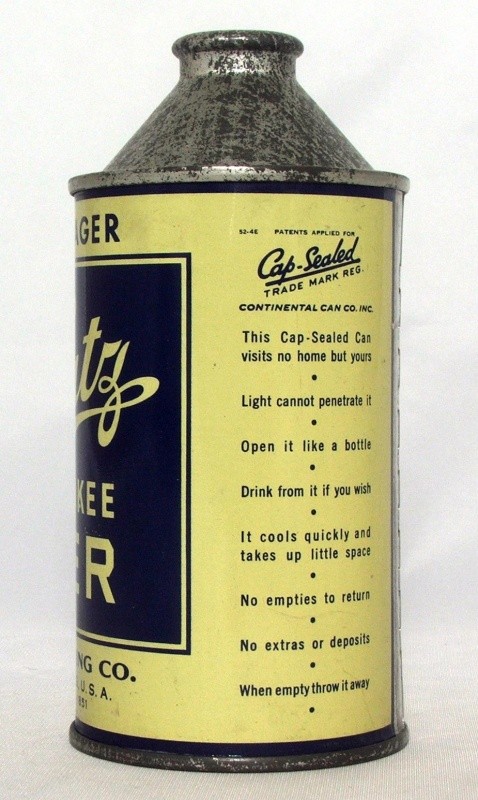 AGER
tz
KEE
ER
NG CO.
U.S.A.
52-4E PATENTS APPLIED FOR
Cap-Sealed
TRADE MARK REG.
CONTINENTAL CAN CO. INC.
This Cap-Sealed Can
visits no home but yours
•
Light cannot penetrate it
•
Open it like a bottle
•
Drink from it if you wish
•
It cools quickly and
takes up little space
•
No empties to return
•
No extras or deposits
•
When empty throw it away
•